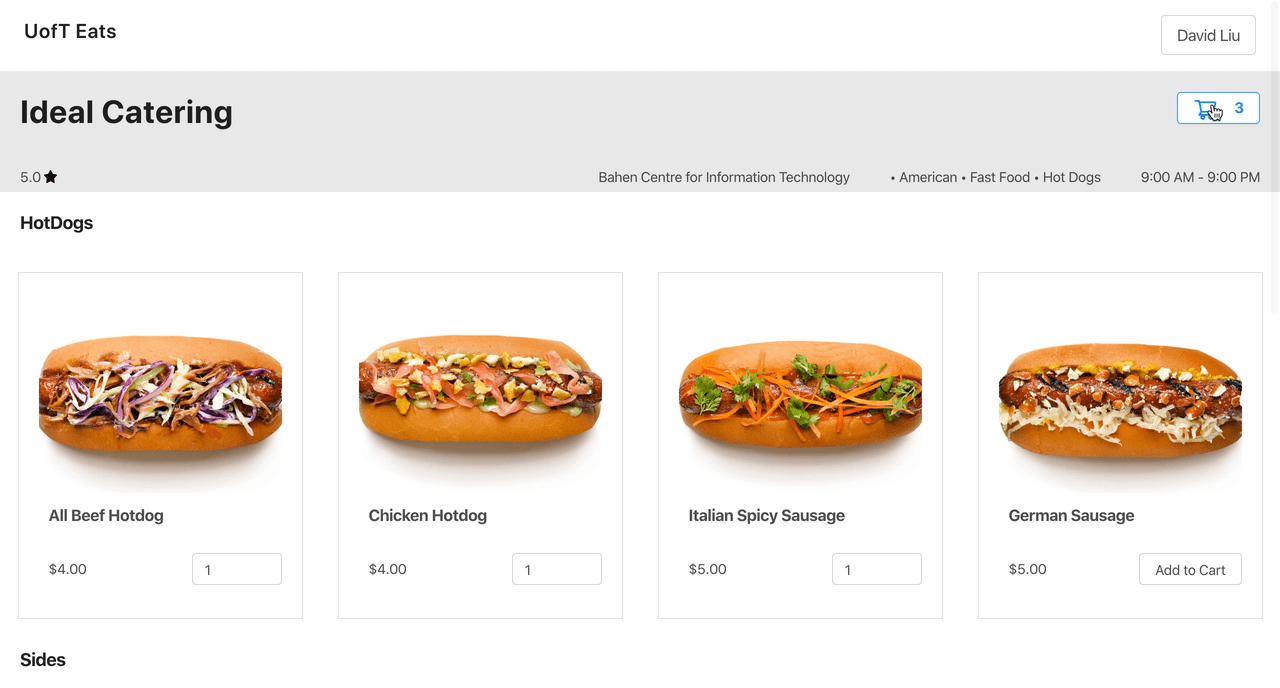 UofT Eats
David Liu
Ideal Catering
3
5.0
Bahen Centre for Information Technology
• American • Fast Food • Hot Dogs
9:00 AM - 9:00 PM
HotDogs
All Beef Hotdog
$4.00
1
Chicken Hotdog
$4.00
1
Italian Spicy Sausage
$5.00
1
German Sausage
$5.00
Add to Cart
Sides